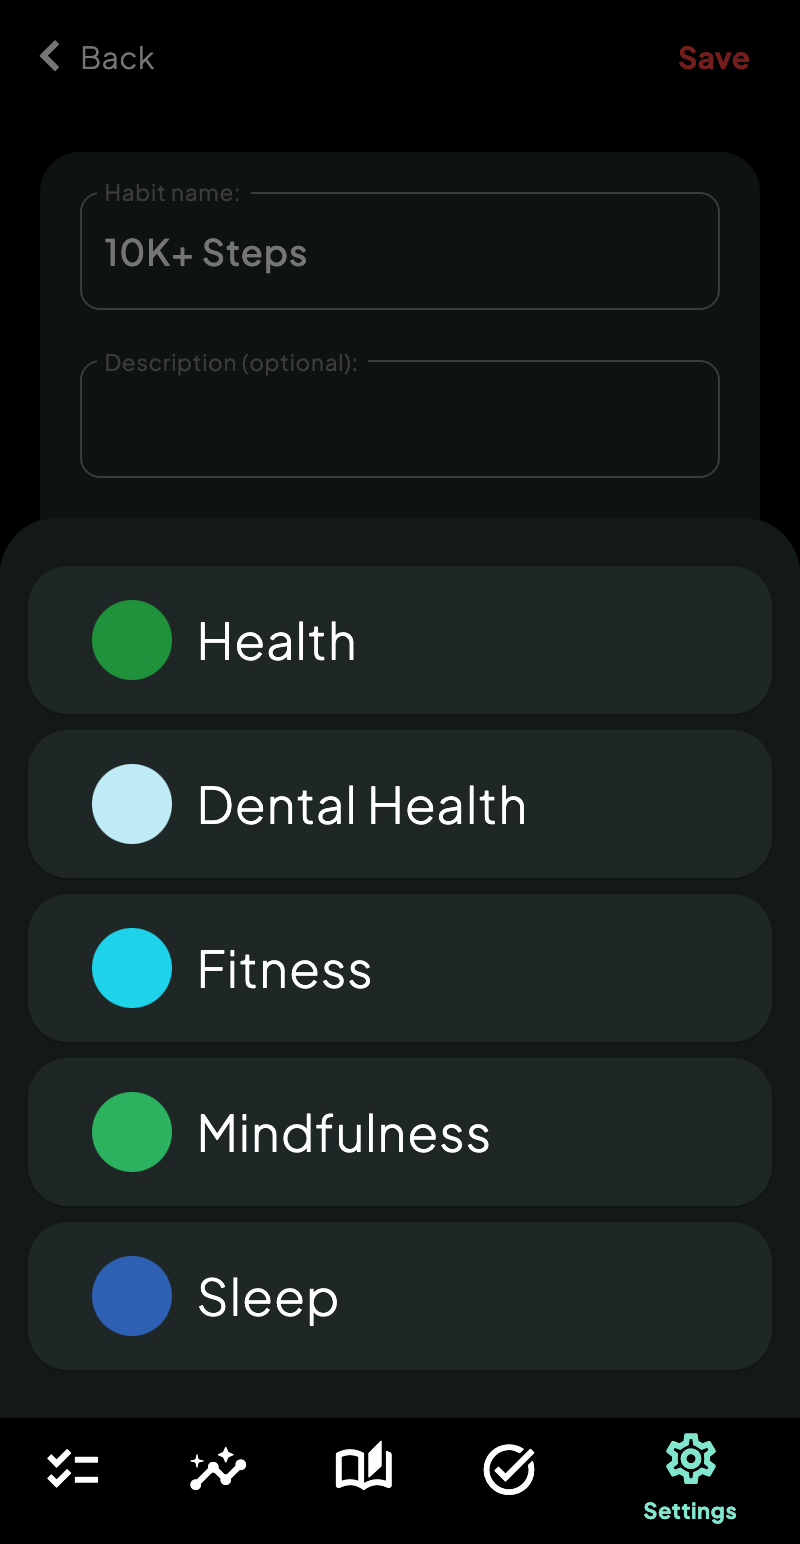 Back
Save
Habit name:
10K+ Steps
Description (optional):
Health
Dental Health
Fitness
Mindfulness
Sleep
Settings